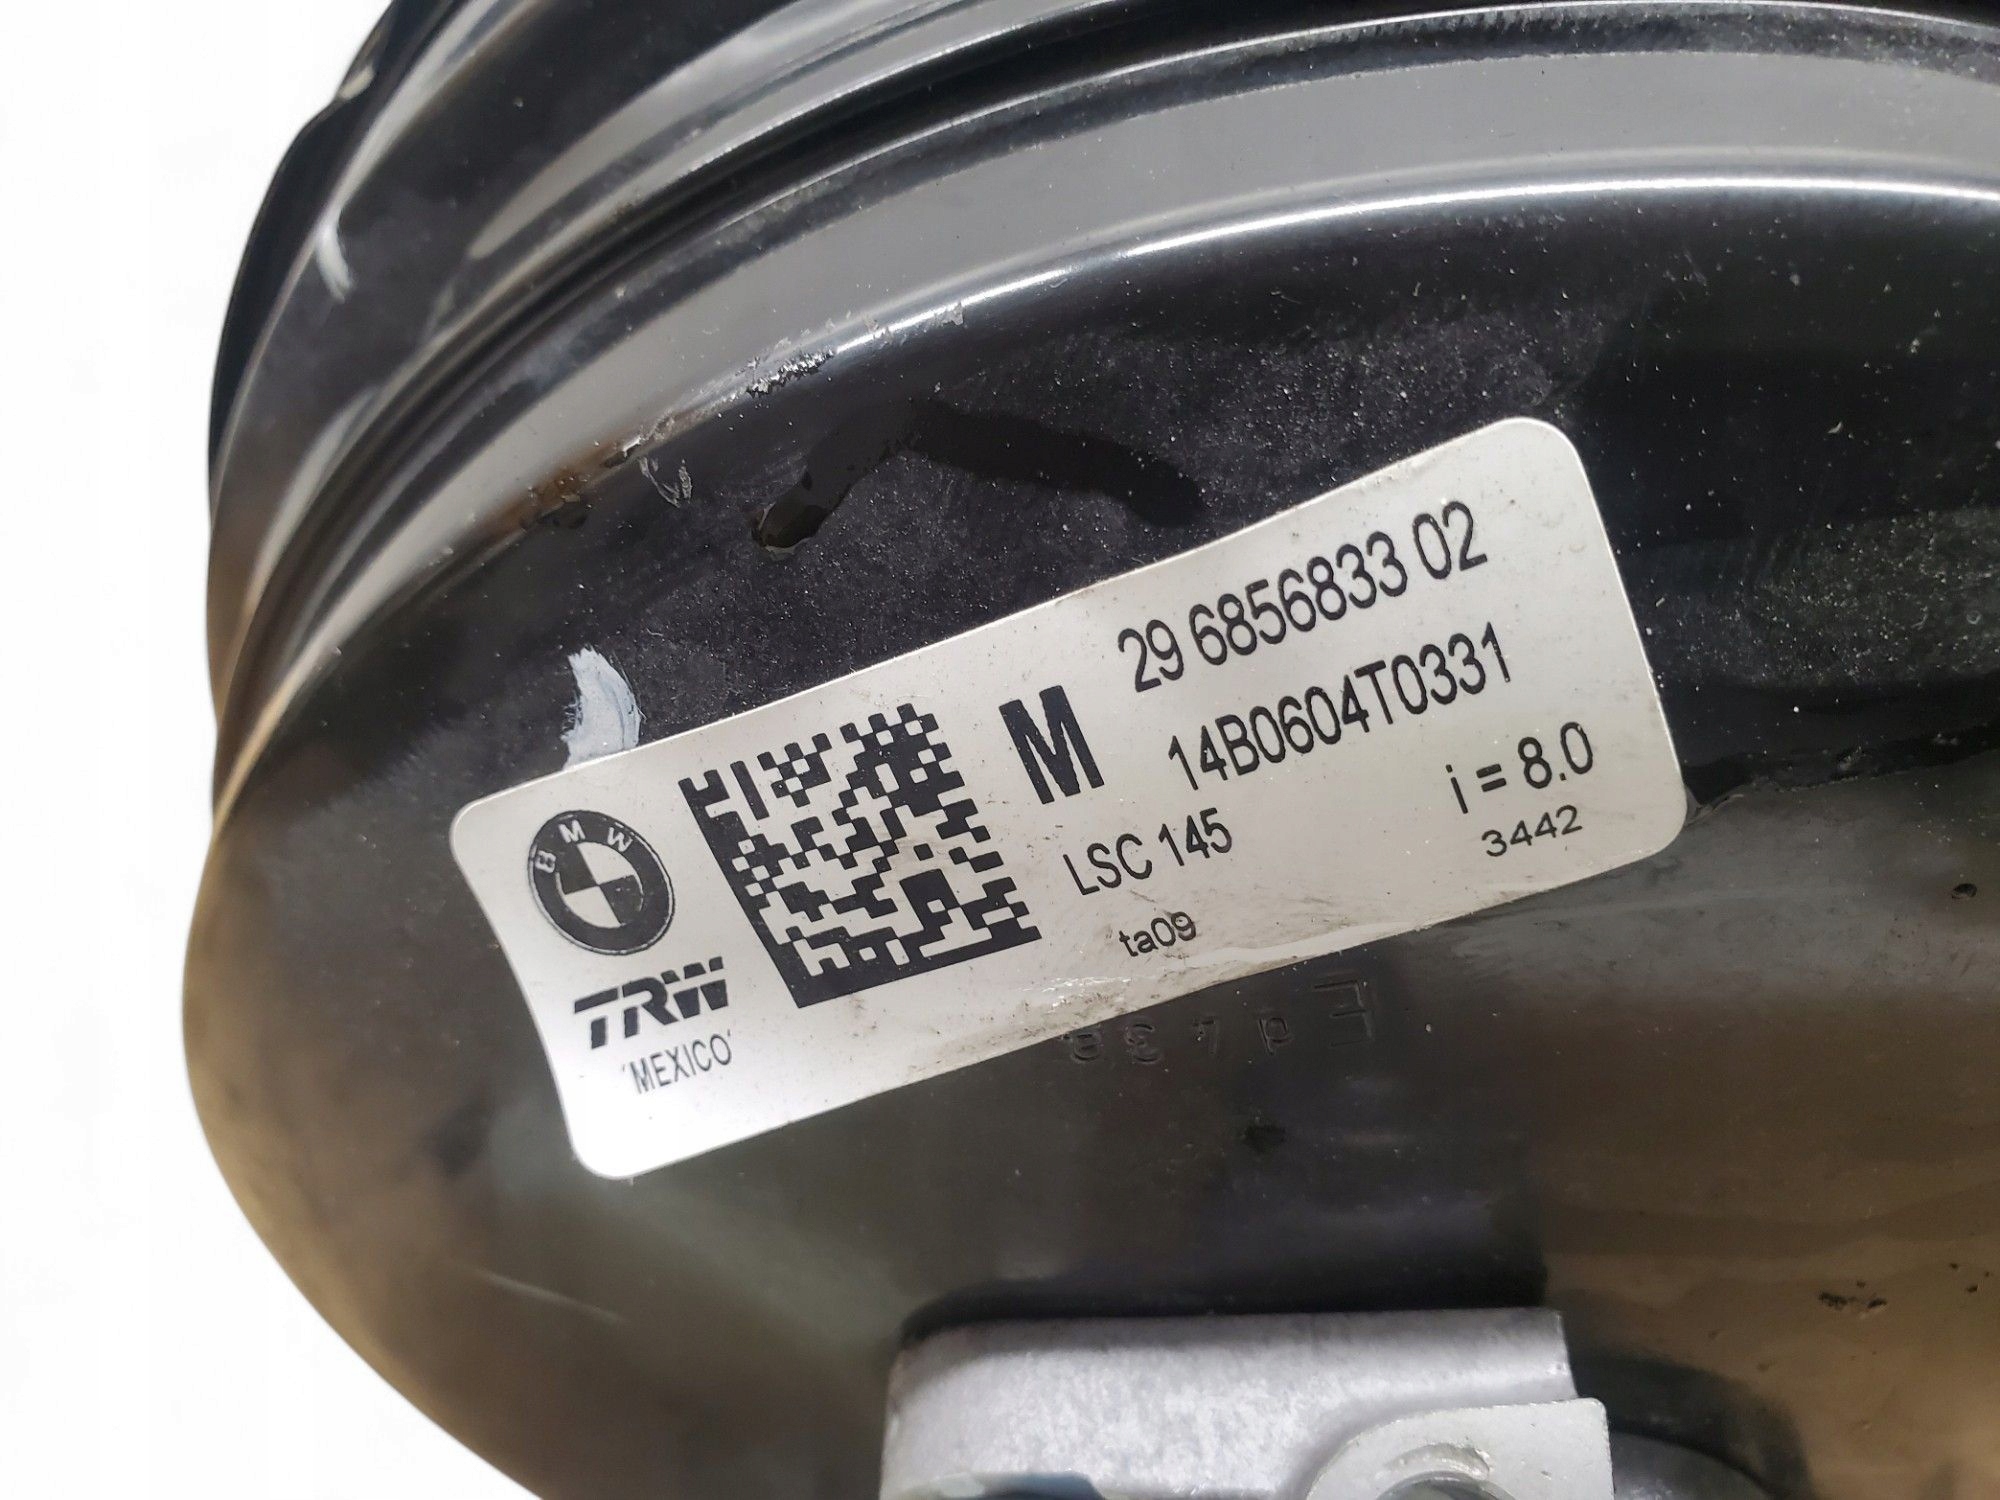 29 6856833 02
M
14B0604T0331
i = 8.0
LSC 145
3442
ta09
BMW
TRW
'MEXICO'